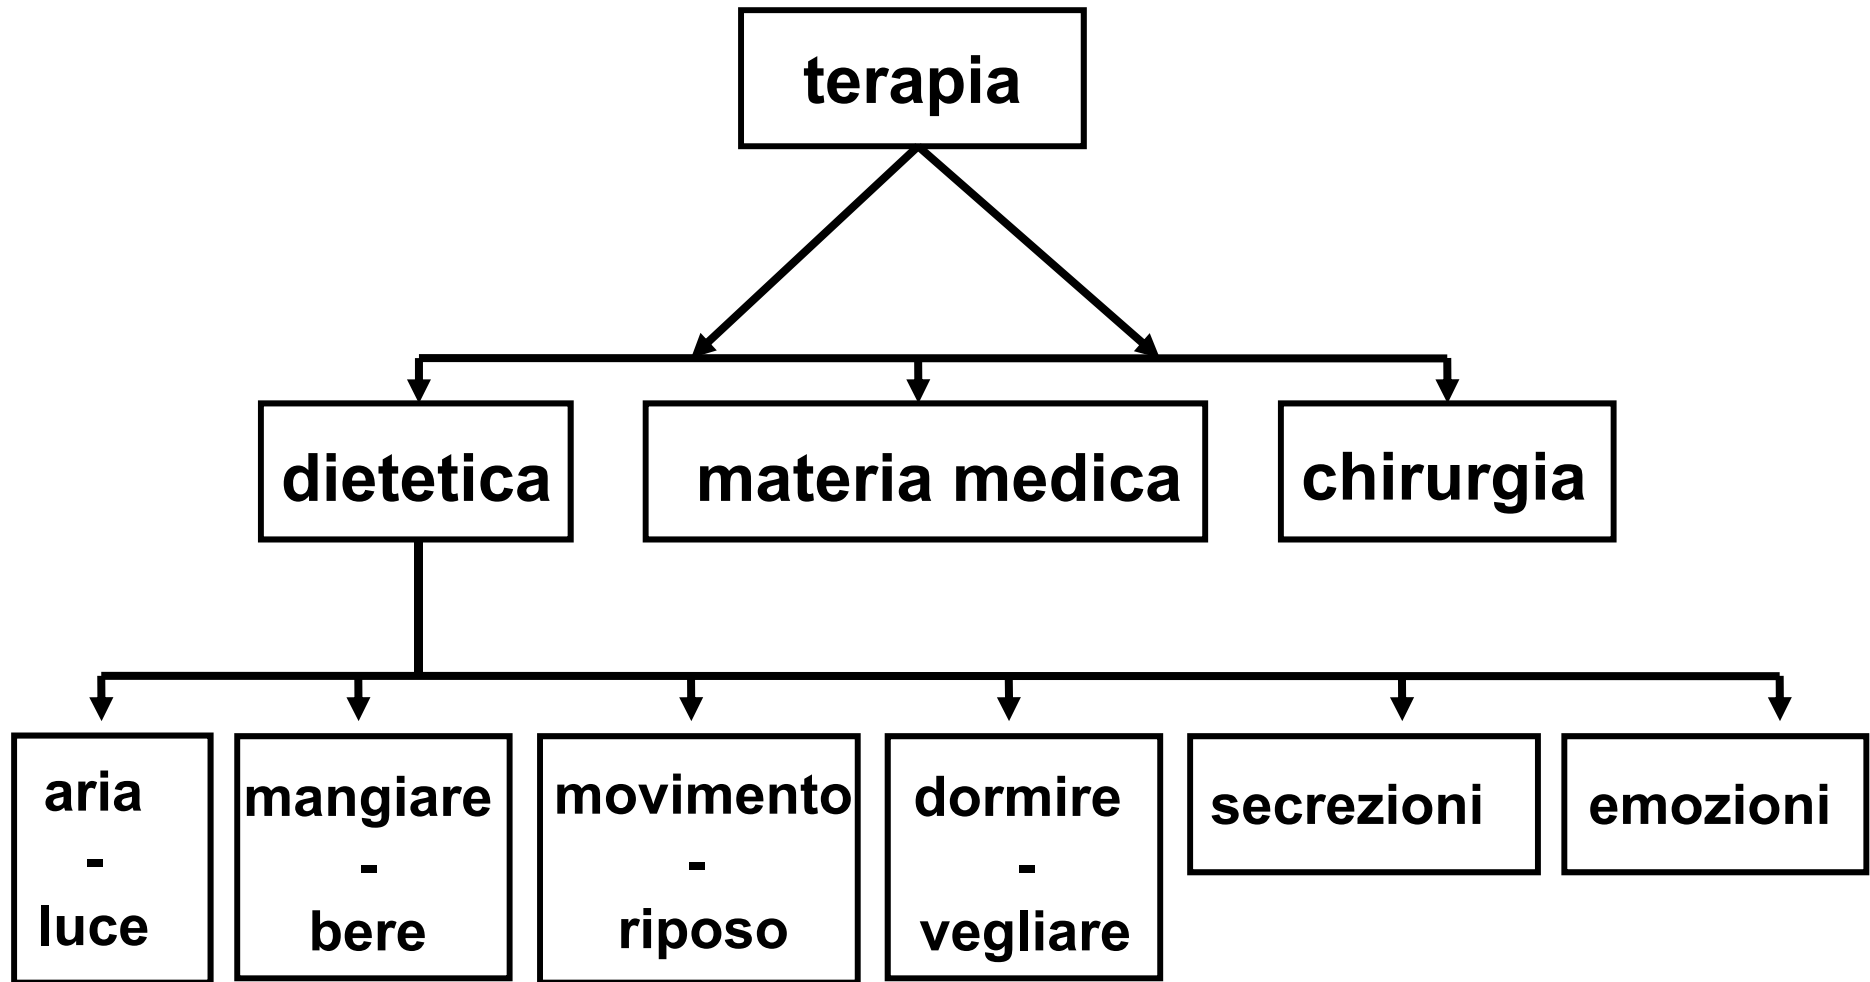 terapia
dietetica
materia medica
chirurgia
aria
-
luce
mangiare
-
bere
movimento
-
riposo
dormire
-
vegliare
secrezioni
emozioni